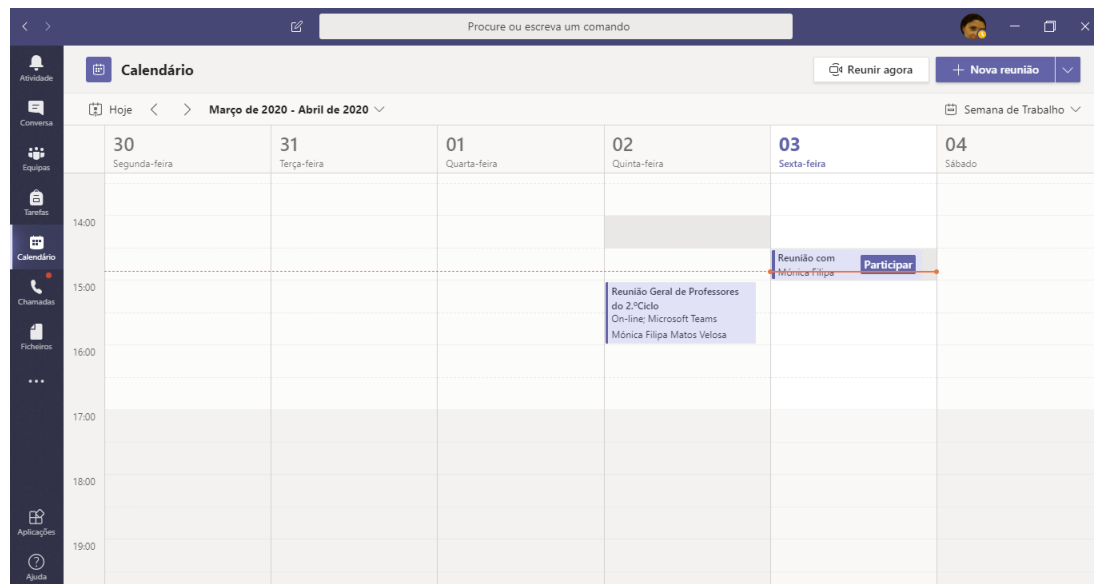 Procure ou escreva um comando
Atividade
Conversa
Equipas
Tarefas
Calendário
Chamadas
Ficheiros
Aplicações
Ajuda
Calendário
Reunir agora
+ Nova reunião
Hoje
Março de 2020 - Abril de 2020
Semana de Trabalho
30
Segunda-feira
31
Terça-feira
01
Quarta-feira
02
Quinta-feira
03
Sexta-feira
04
Sábado
14:00
15:00
16:00
17:00
18:00
19:00
Reunião Geral de Professores
do 2.ºCiclo
On-line; Microsoft Teams
Mónica Filipa Matos Velosa
Reunião com
Mónica Filipa
Participar